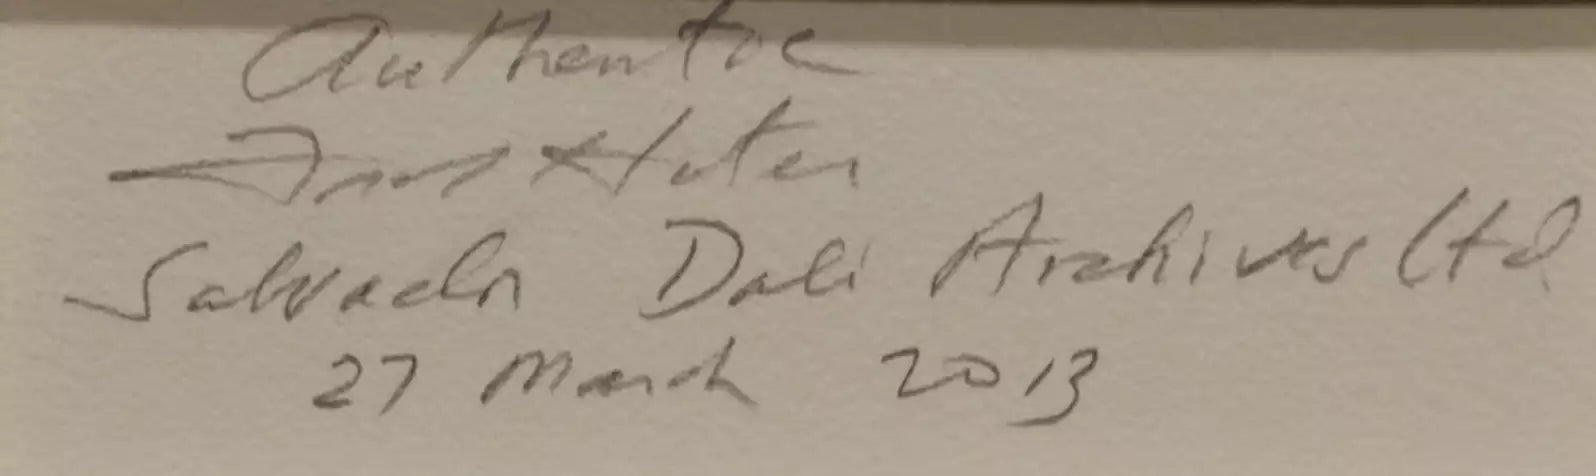 Authentic
Salvador Dali Archives Ltd
27 March 2013